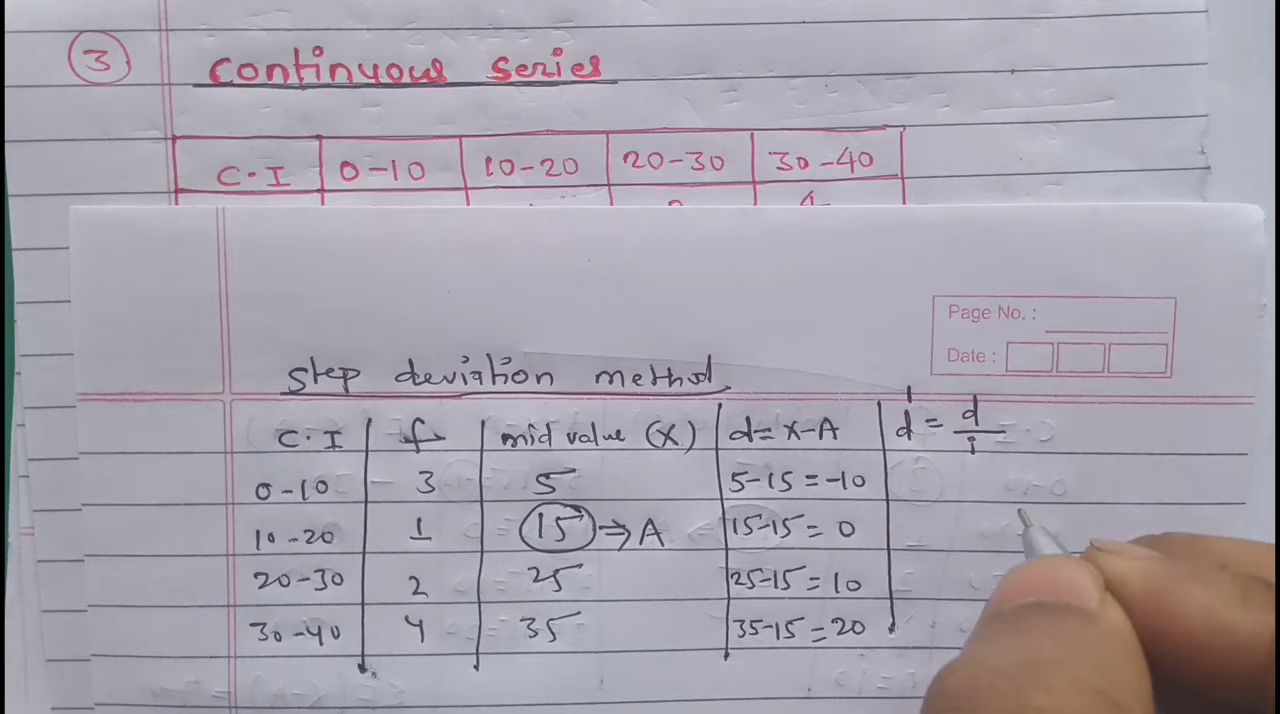 3 continuous series
C.I 0-10 10-20 20-30 30-40
Page No. :
Date :
step deviation method
C.I f mid value (X) d=X-A d' = d/i
0-10 3 5 5-15=-10
10-20 1 15 ⇒ A 15-15=0
20-30 2 25 25-15=10
30-40 4 35 35-15=20